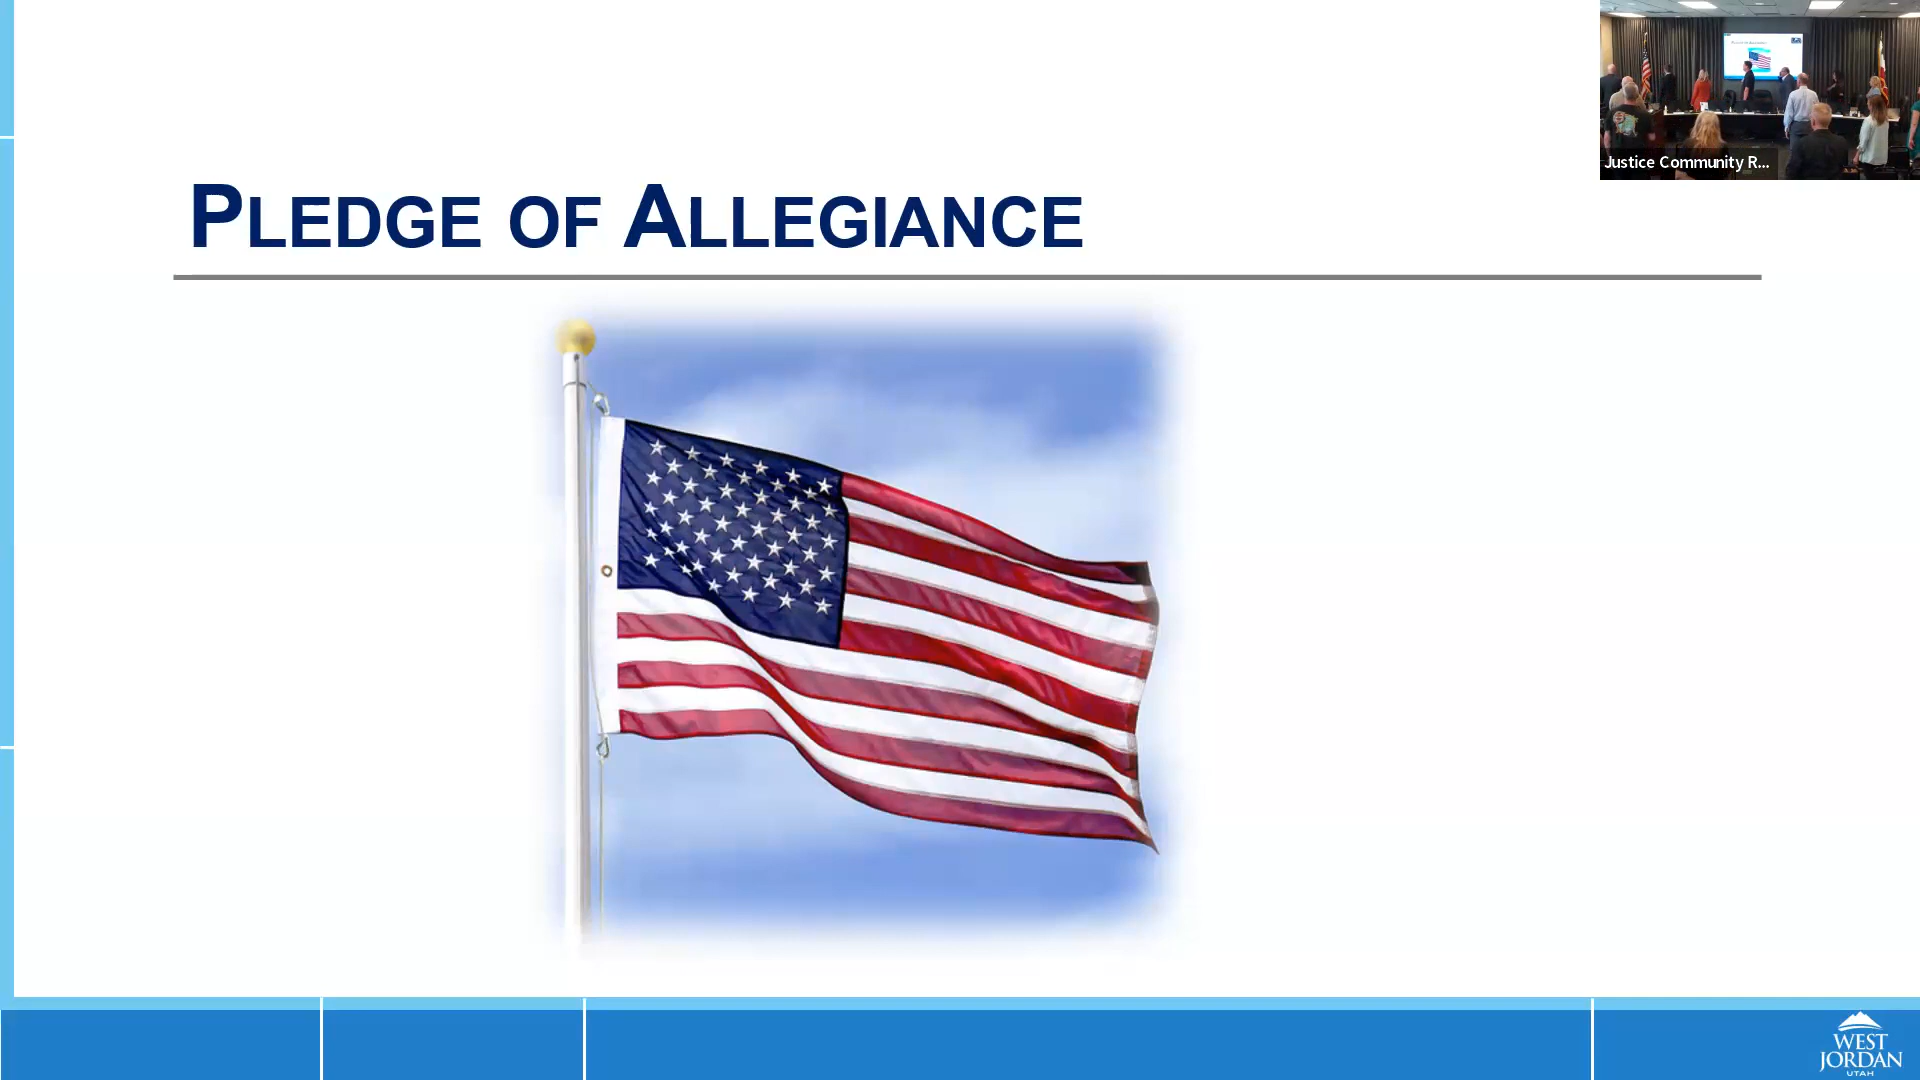 Justice Community R...
PLEDGE OF ALLEGIANCE
WEST
JORDAN
UTAH